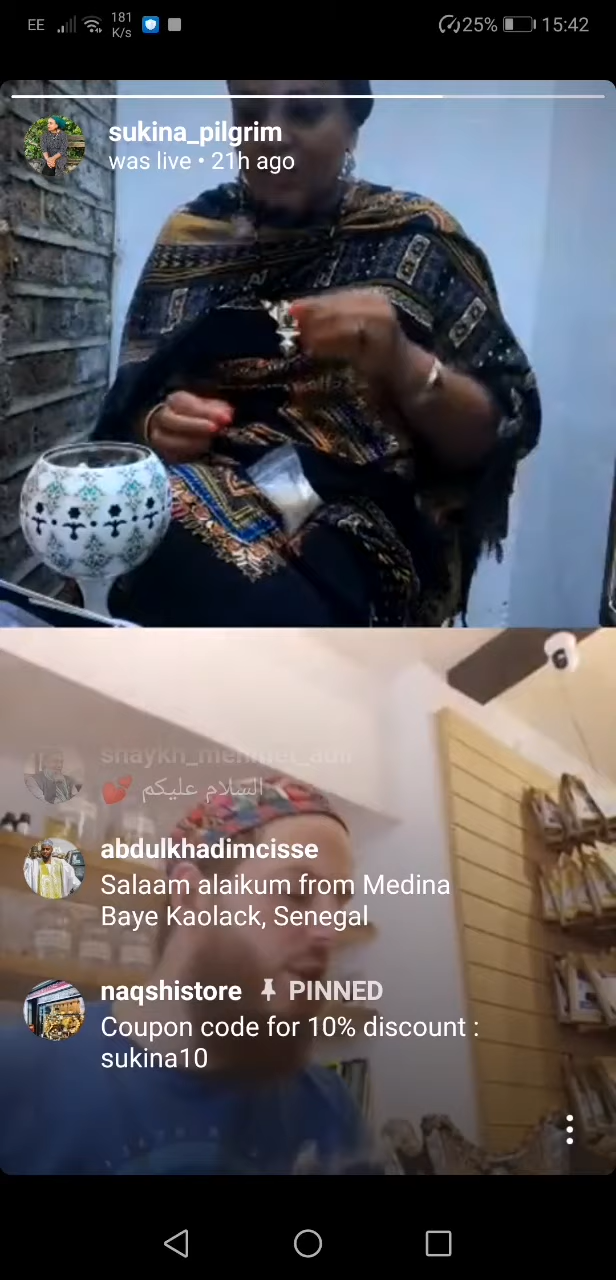 EE 181 K/s 25% 15:42
sukina_pilgrim
was live • 21h ago
shaykh_mehmet_adil
💕 السلام عليكم
abdulkhadimcisse
Salaam alaikum from Medina
Baye Kaolack, Senegal
naqshistore PINNED
Coupon code for 10% discount :
sukina10